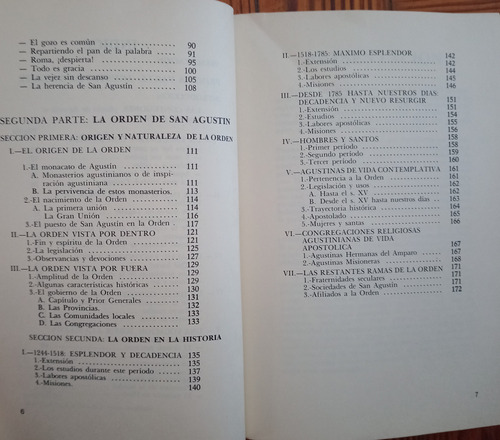 — El gozo es común 90
— Repartiendo el pan de la palabra 91
— Roma, ¡despierta! 95
— Todo es gracia 100
— La vejez sin descanso 105
— La herencia de San Agustín 108
SEGUNDA PARTE: LA ORDEN DE SAN AGUSTIN
SECCION PRIMERA: ORIGEN Y NATURALEZA DE LA ORDEN
I.—EL ORIGEN DE LA ORDEN 111
1.-El monacato de Agustín 111
A. Monasterios agustinianos o de inspi-
ración agustiniana 111
B. La pervivencia de estos monasterios. 113
2.-El nacimiento de la Orden 114
A. La primera unión 114
La Gran Unión 116
3.-El puesto de San Agustín en la Orden 117
II.—LA ORDEN VISTA POR DENTRO 121
1.-Fin y espíritu de la Orden 121
2.-La legislación 125
3.-Observancias y devociones 127
III.—LA ORDEN VISTA POR FUERA 129
1.-Amplitud de la Orden 129
2.-Algunas características históricas 129
3.-El gobierno de la Orden 130
A. Capítulo y Prior Generales 131
B. Las Provincias. 132
C. Las Comunidades locales 133
D. Las Congregaciones 133
SECCION SECUNDA: LA ORDEN EN LA HISTORIA
I.—1244-1518: ESPLENDOR Y DECADENCIA 135
1.-Extensión 135
2.-Los estudios durante este período 137
3.-Labores apostólicas 139
4.-Misiones. 140
6
II.—1518-1785: MAXIMO ESPLENDOR 142
1.-Extensión 142
2.-Los estudios 144
3.-Labores apostólicas 145
4.-Misiones 146
III.—DESDE 1785 HASTA NUESTROS DIAS:
DECADENCIA Y NUEVO RESURGIR 151
1.-Extensión 151
2.-Estudios 154
3.-Labores apostólicas 155
4.-Misiones 156
IV.—HOMBRES Y SANTOS 158
1.-Primer período 158
2.-Segundo período 159
3.-Tercer período 160
V.—AGUSTINAS DE VIDA CONTEMPLATIVA 161
1.-Pertenencia a la Orden 161
2.-Legislación y usos 162
A. Hasta el s. XV 162
B. Desde el s. XV hasta nuestros días 162
3.-Trayectoria histórica 163
4.-Apostolado 165
5.-Mujeres y santas 166
VI.—CONGREGACIONES RELIGIOSAS
AGUSTINIANAS DE VIDA
APOSTOLICA 167
1.-Agustinas Hermanas del Amparo 167
2.-Agustinas Misioneras 168
VII.—LAS RESTANTES RAMAS DE LA ORDEN 171
1.-Fraternidades seculares 171
2.-Sociedades de San Agustín 171
3.-Afiliados a la Orden 172
7